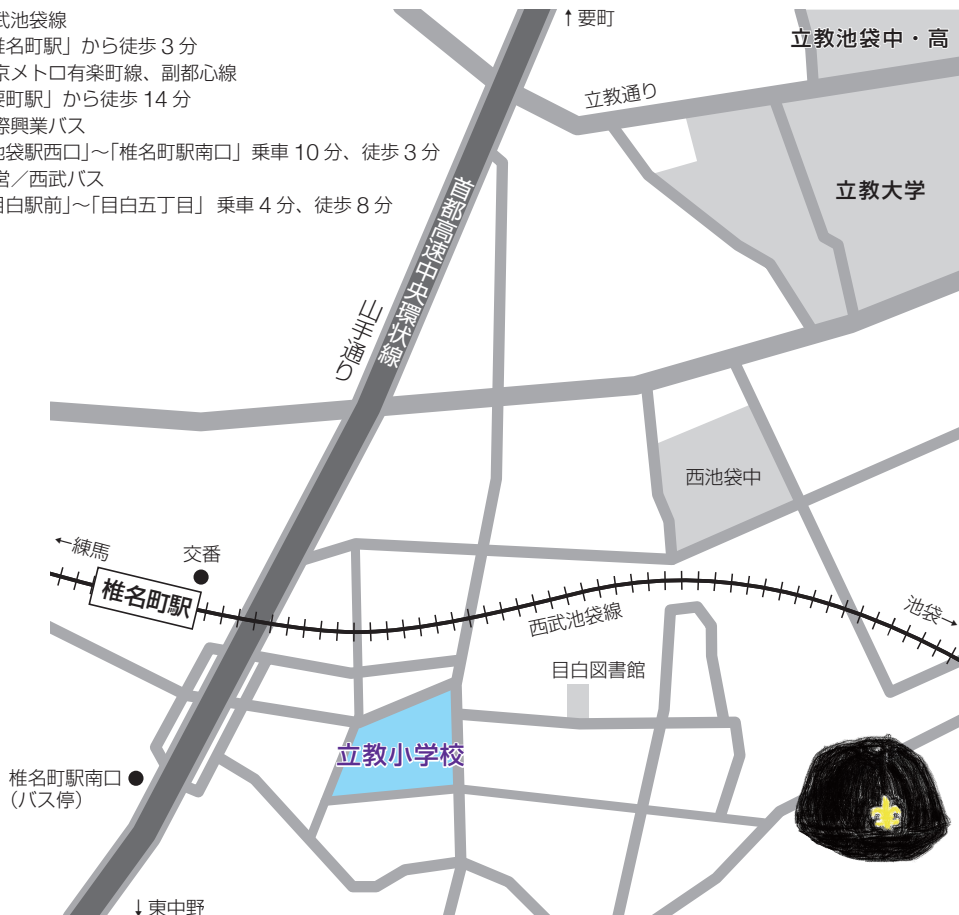 武池袋線
椎名町駅」から徒歩 3 分
京メトロ有楽町線、副都心線
要町駅」から徒歩 14 分
際興業バス
池袋駅西口」～「椎名町駅南口」乗車 10 分、徒歩 3 分
営／西武バス
目白駅前」～「目白五丁目」乗車 4 分、徒歩 8 分
↑要町
立教池袋中・高
立教通り
立教大学
首都高速中央環状線
山手通り
西池袋中
←練馬
交番
椎名町駅
西武池袋線
池袋→
目白図書館
立教小学校
椎名町駅南口
（バス停）
↓東中野